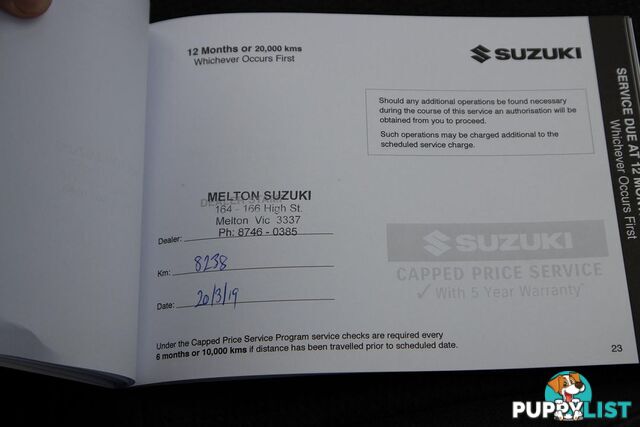 12 Months or 20,000 kms
Whichever Occurs First
SUZUKI
Should any additional operations be found necessary
during the course of this service an authorisation will be
obtained from you to proceed.
Such operations may be charged additional to the
scheduled service charge.
SERVICE DUE AT 12 MONT
Whichever Occurs First
MELTON SUZUKI
164 - 166 High St.
Melton Vic 3337
Ph: 8746 - 0385
Dealer:
Km: 8238
Date: 20/3/19
SUZUKI
CAPPED PRICE SERVICE
✓ With 5 Year Warranty*
Under the Capped Price Service Program service checks are required every
6 months or 10,000 kms if distance has been travelled prior to scheduled date.
23
PUPPYLIST